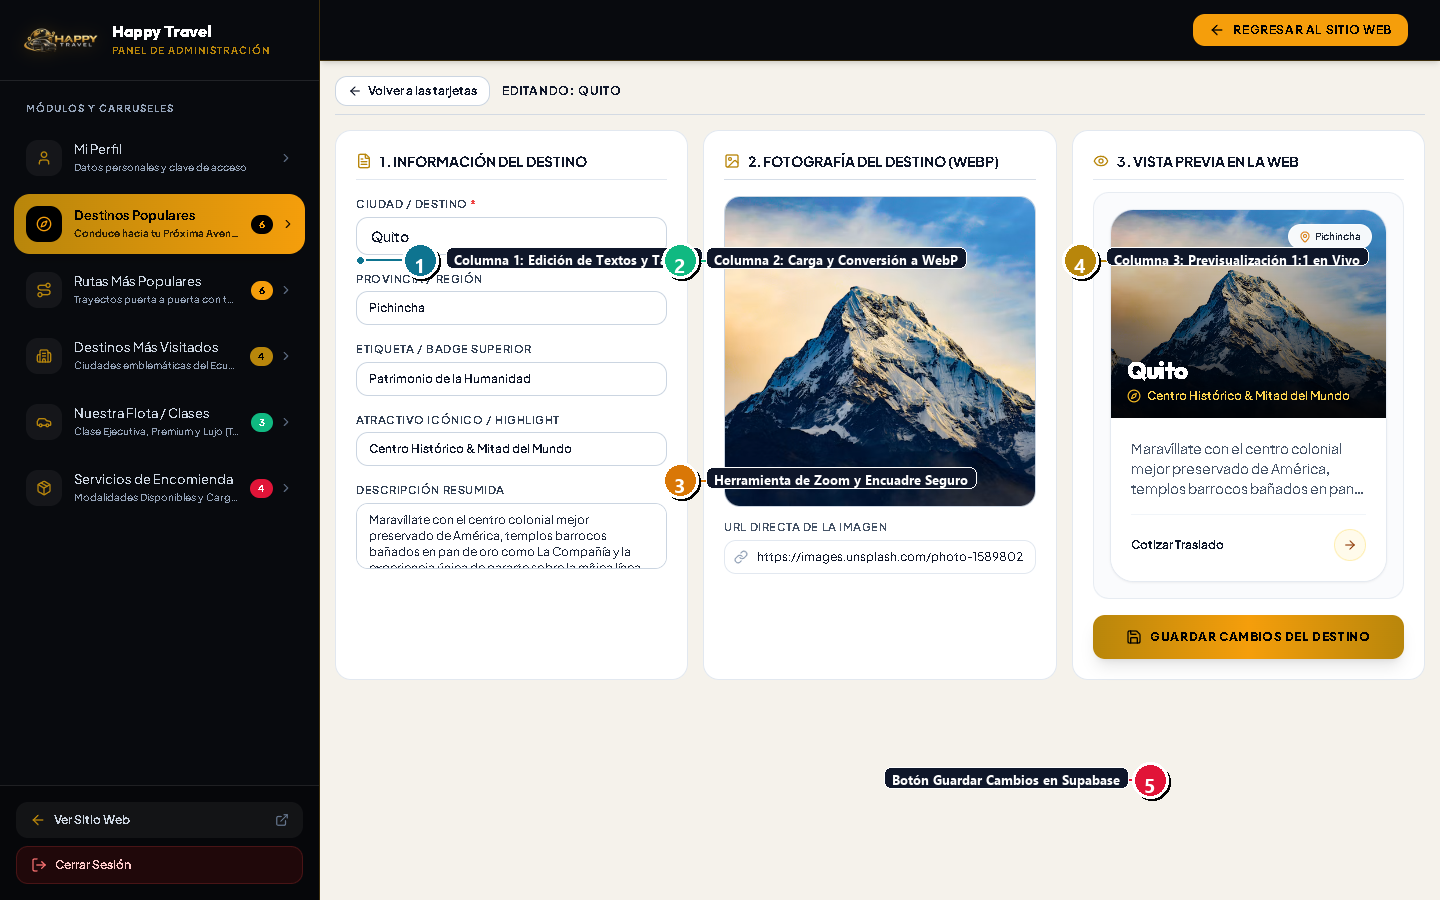 HAPPY
TRAVEL
Happy Travel
PANEL DE ADMINISTRACIÓN
MÓDULOS Y CARRUSELES
Mi Perfil
Datos personales y clave de acceso
Destinos Populares
Conduce hacia tu Próxima Aven...
6
Rutas Más Populares
Trayectos puerta a puerta con t...
6
Destinos Más Visitados
Ciudades emblemáticas del Ecu...
4
Nuestra Flota / Clases
Clase Ejecutiva, Premium y Lujo (T...
3
Servicios de Encomienda
Modalidades Disponibles y Carg...
4
Ver Sitio Web
Cerrar Sesión
REGRESAR AL SITIO WEB
Volver a las tarjetas
EDITANDO: QUITO
1. INFORMACIÓN DEL DESTINO
CIUDAD / DESTINO *
Quito
1
Columna 1: Edición de Textos y T
PROVINCIA / REGIÓN
Pichincha
ETIQUETA / BADGE SUPERIOR
Patrimonio de la Humanidad
ATRACTIVO ICÓNICO / HIGHLIGHT
Centro Histórico & Mitad del Mundo
DESCRIPCIÓN RESUMIDA
Maravíllate con el centro colonial mejor
preservado de América, templos barrocos
bañados en pan de oro como La Compañía y la
experiencia única de pararte sobre la mítica línea
2. FOTOGRAFÍA DEL DESTINO (WEBP)
2
Columna 2: Carga y Conversión a WebP
3
Herramienta de Zoom y Encuadre Seguro
URL DIRECTA DE LA IMAGEN
https://images.unsplash.com/photo-1589802
3. VISTA PREVIA EN LA WEB
Pichincha
4
Columna 3: Previsualización 1:1 en Vivo
Quito
Centro Histórico & Mitad del Mundo
Maravíllate con el centro colonial
mejor preservado de América,
templos barrocos bañados en pan...
Cotizar Traslado
GUARDAR CAMBIOS DEL DESTINO
Botón Guardar Cambios en Supabase
5